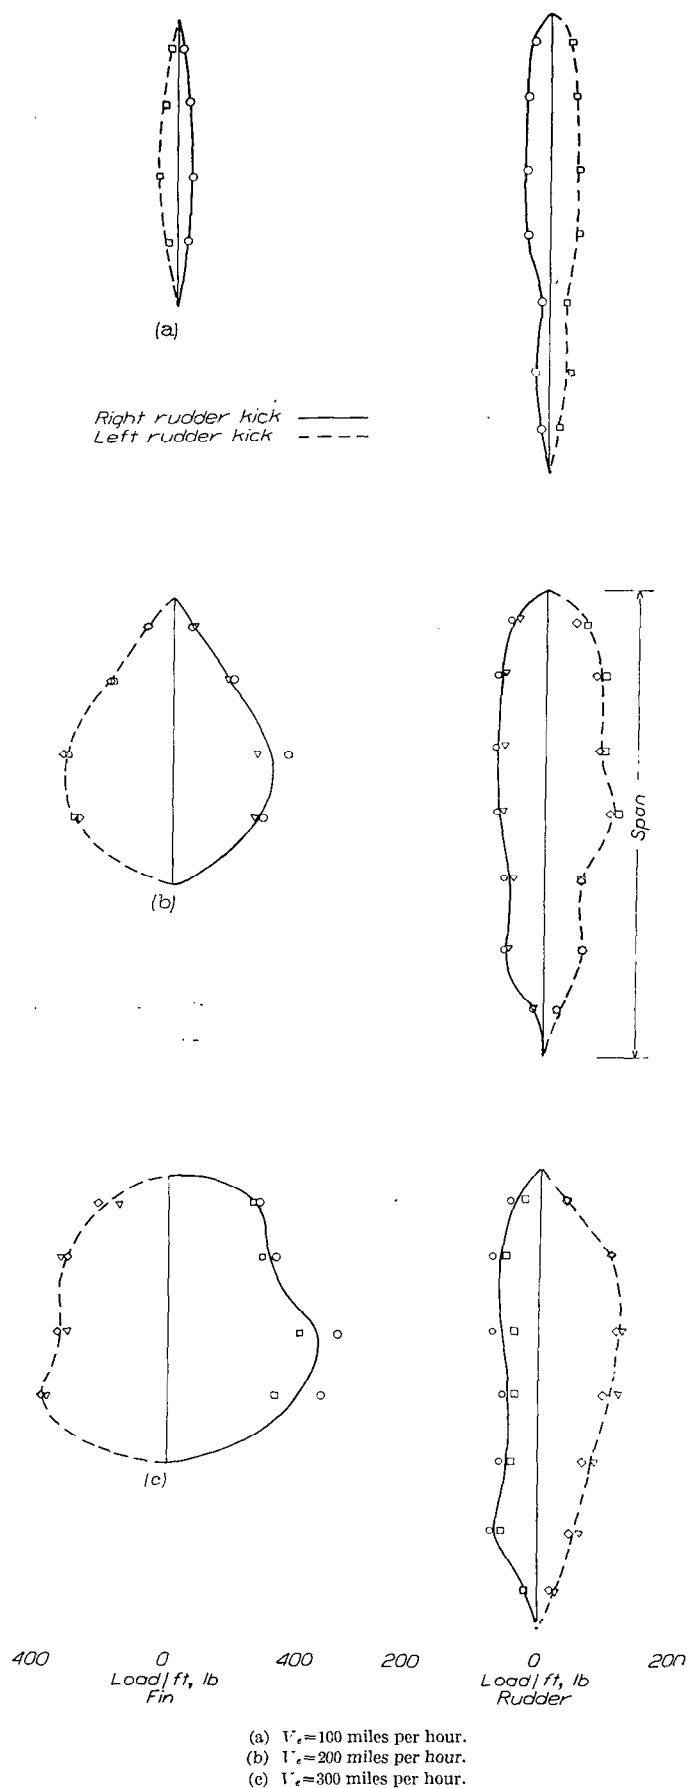 (a)
Right rudder kick
Left rudder kick
(b)
Span
(c)
400 0 400 200 0 200
Load/ft, lb Load/ft, lb
Fin Rudder
(a) Ve=100 miles per hour.
(b) Ve=200 miles per hour.
(c) Ve=300 miles per hour.